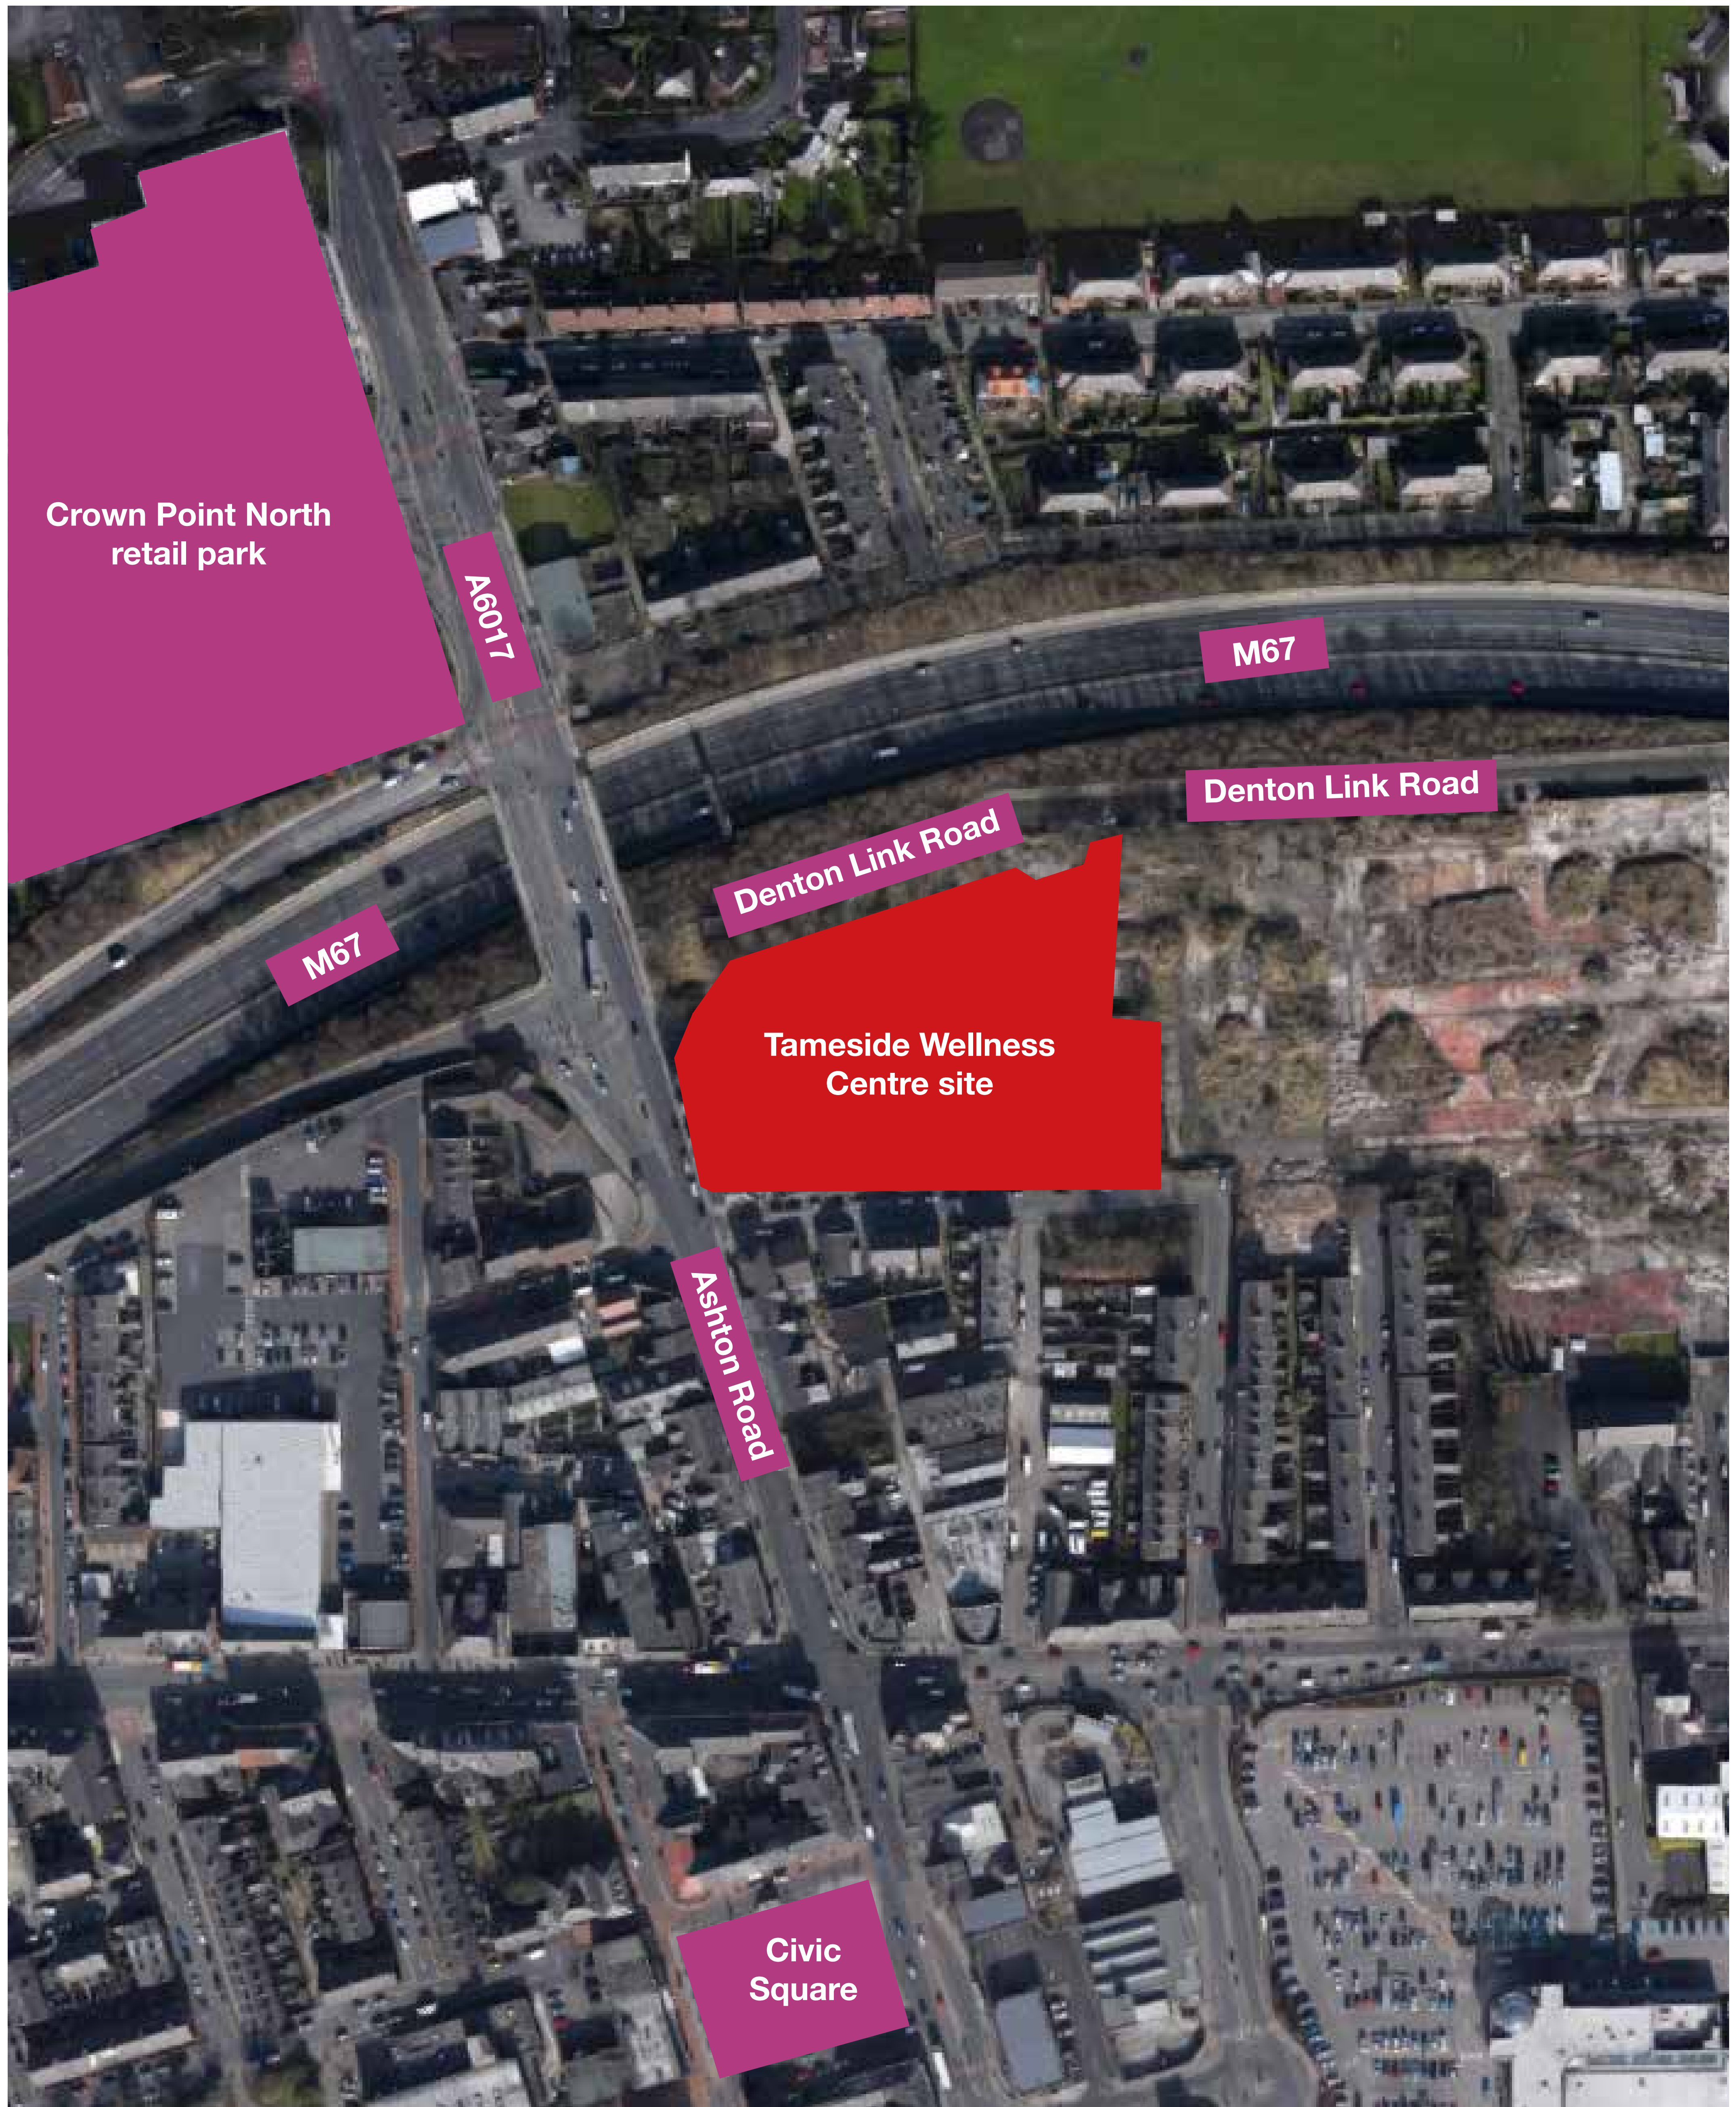 Crown Point North
retail park
A6017
M67
Denton Link Road
Denton Link Road
M67
Tameside Wellness
Centre site
Ashton Road
Civic
Square